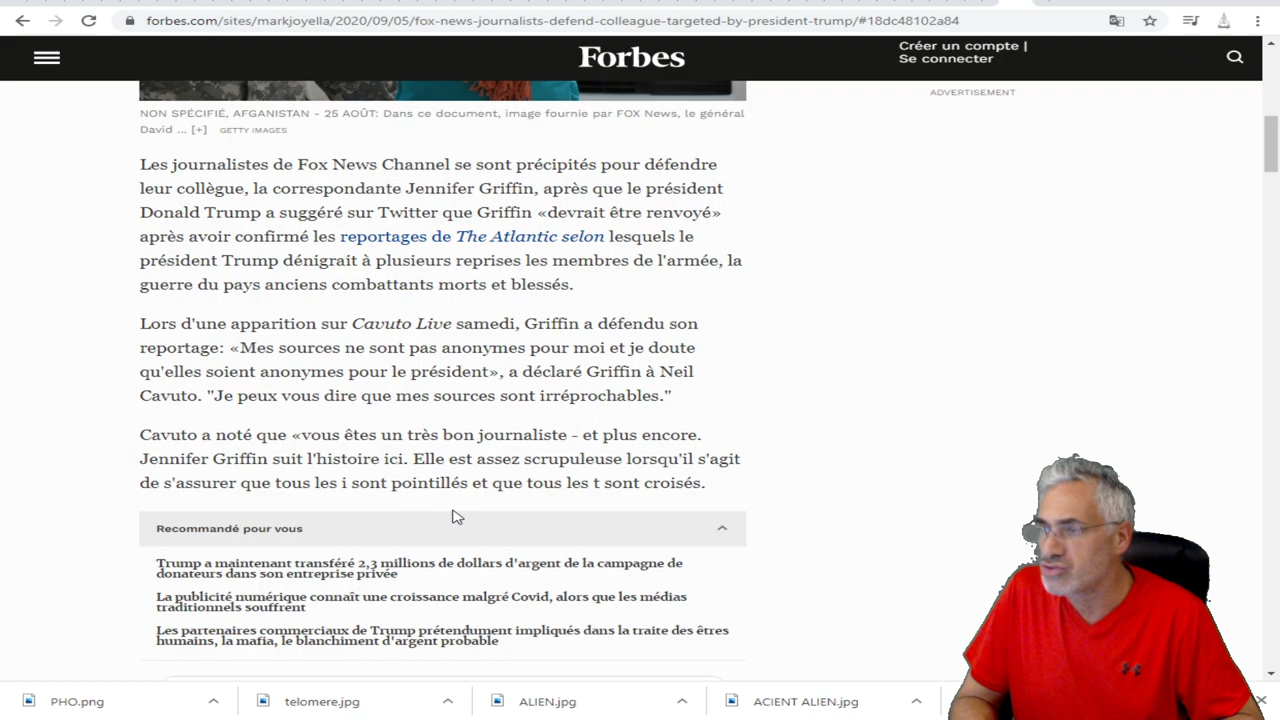 forbes.com/sites/markjoyella/2020/09/05/fox-news-journalists-defend-colleague-targeted-by-president-trump/#18dc48102a84
Forbes
Créer un compte |
Se connecter
ADVERTISEMENT
NON SPÉCIFIÉ, AFGANISTAN - 25 AOÛT: Dans ce document, image fournie par FOX News, le général
David ... [+] GETTY IMAGES
Les journalistes de Fox News Channel se sont précipités pour défendre
leur collègue, la correspondante Jennifer Griffin, après que le président
Donald Trump a suggéré sur Twitter que Griffin «devrait être renvoyé»
après avoir confirmé les reportages de The Atlantic selon lesquels le
président Trump dénigrait à plusieurs reprises les membres de l'armée, la
guerre du pays anciens combattants morts et blessés.
Lors d'une apparition sur Cavuto Live samedi, Griffin a défendu son
reportage: «Mes sources ne sont pas anonymes pour moi et je doute
qu'elles soient anonymes pour le président», a déclaré Griffin à Neil
Cavuto. "Je peux vous dire que mes sources sont irréprochables."
Cavuto a noté que «vous êtes un très bon journaliste - et plus encore.
Jennifer Griffin suit l'histoire ici. Elle est assez scrupuleuse lorsqu'il s'agit
de s'assurer que tous les i sont pointillés et que tous les t sont croisés.
Recommandé pour vous
Trump a maintenant transféré 2,3 millions de dollars d'argent de la campagne de
donateurs dans son entreprise privée
La publicité numérique connaît une croissance malgré Covid, alors que les médias
traditionnels souffrent
Les partenaires commerciaux de Trump prétendument impliqués dans la traite des êtres
humains, la mafia, le blanchiment d'argent probable
PHO.png
telomere.jpg
ALIEN.jpg
ACIENT ALIEN.jpg